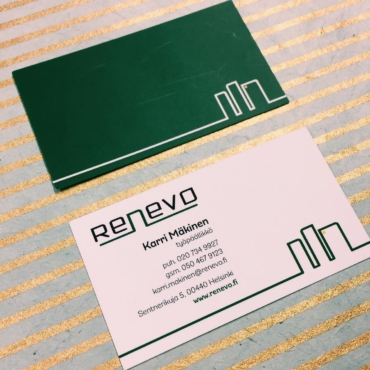 Renevo
Karri Mäkinen
työpäällikkö
puh. 020 734 9927
gsm. 050 467 9123
karri.makinen@renevo.fi
Sentnerikuja 5, 00440 Helsinki
www.renevo.fi